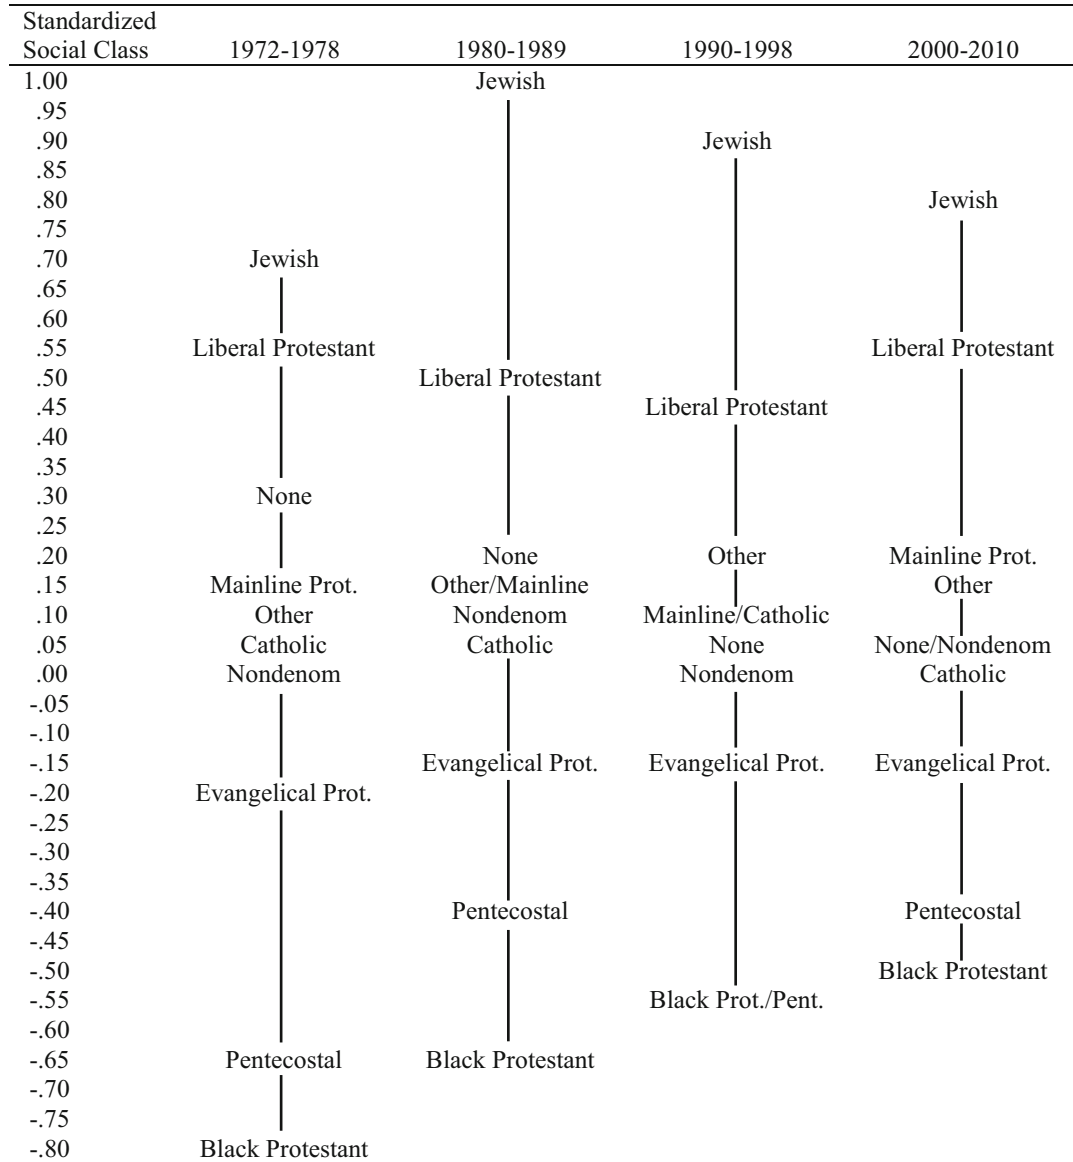 Standardized
Social Class 1972-1978 1980-1989 1990-1998 2000-2010
1.00 Jewish
.95
.90 Jewish
.85
.80 Jewish
.75
.70 Jewish
.65
.60
.55 Liberal Protestant Liberal Protestant
.50 Liberal Protestant
.45 Liberal Protestant
.40
.35
.30 None
.25
.20 None Other Mainline Prot.
.15 Mainline Prot. Other/Mainline Other
.10 Other Nondenom Mainline/Catholic
.05 Catholic Catholic None None/Nondenom
.00 Nondenom Nondenom Catholic
-.05
-.10
-.15 Evangelical Prot. Evangelical Prot. Evangelical Prot.
-.20 Evangelical Prot.
-.25
-.30
-.35
-.40 Pentecostal Pentecostal
-.45
-.50 Black Protestant
-.55 Black Prot./Pent.
-.60
-.65 Pentecostal Black Protestant
-.70
-.75
-.80 Black Protestant